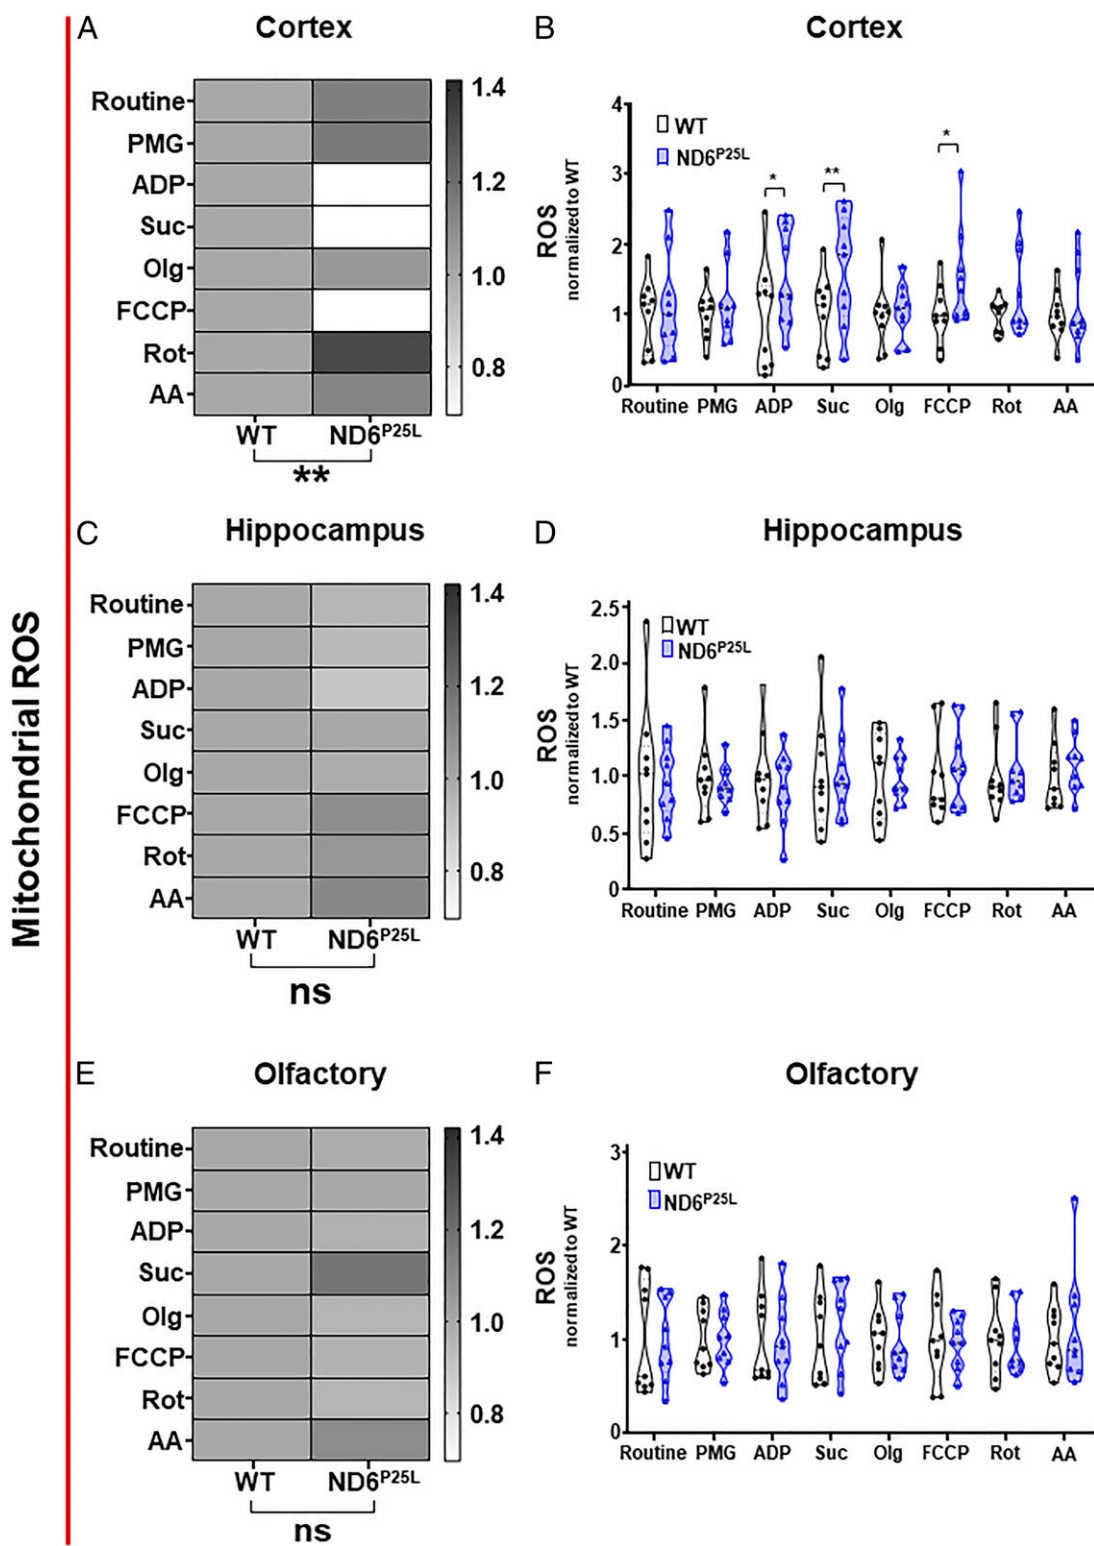 Mitochondrial ROS
A
Cortex
Routine
PMG
ADP
Suc
Olg
FCCP
Rot
AA
WT ND6P25L
**
1.4
1.2
1.0
0.8
B
Cortex
ROS
normalized to WT
4
3
2
1
0
WT
ND6P25L
*
**
*
Routine PMG ADP Suc Olg FCCP Rot AA
C
Hippocampus
Routine
PMG
ADP
Suc
Olg
FCCP
Rot
AA
WT ND6P25L
ns
1.4
1.2
1.0
0.8
D
Hippocampus
ROS
normalized to WT
2.5
2.0
1.5
1.0
0.5
0
WT
ND6P25L
Routine PMG ADP Suc Olg FCCP Rot AA
E
Olfactory
Routine
PMG
ADP
Suc
Olg
FCCP
Rot
AA
WT ND6P25L
ns
1.4
1.2
1.0
0.8
F
Olfactory
ROS
normalized to WT
3
2
1
0
WT
ND6P25L
Routine PMG ADP Suc Olg FCCP Rot AA